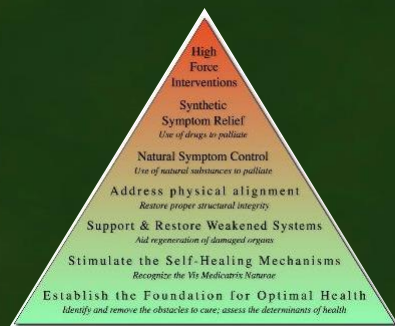 High
Force
Interventions
Synthetic
Symptom Relief
Use of drugs to palliate
Natural Symptom Control
Use of natural substances to palliate
Address physical alignment
Restore proper structural integrity
Support & Restore Weakened Systems
Aid regeneration of damaged organs
Stimulate the Self-Healing Mechanisms
Recognize the Vis Medicatrix Naturae
Establish the Foundation for Optimal Health
Identify and remove the obstacles to cure; assess the determinants of health